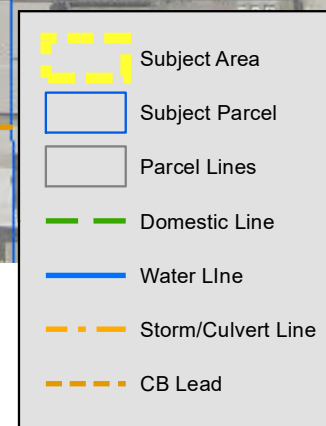 Subject Area
Subject Parcel
Parcel Lines
Domestic Line
Water LIne
Storm/Culvert Line
CB Lead